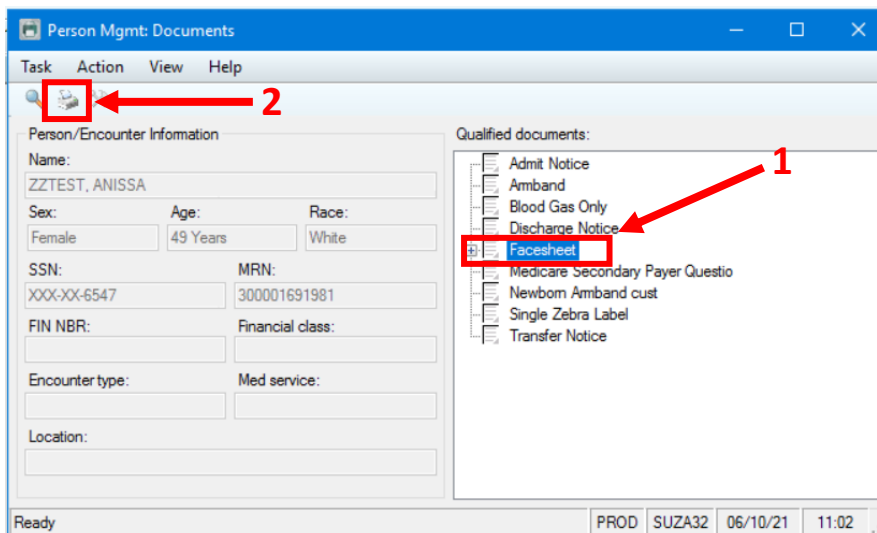 Person Mgmt: Documents
Task Action View Help
2
Person/Encounter Information
Name:
ZZTEST, ANISSA
Sex: Age: Race:
Female 49 Years White
SSN: MRN:
XXX-XX-6547 300001691981
FIN NBR: Financial class:
Encounter type: Med service:
Location:
Qualified documents:
1
Admit Notice
Armband
Blood Gas Only
Discharge Notice
Facesheet
Medicare Secondary Payer Questio
Newborn Armband cust
Single Zebra Label
Transfer Notice
Ready PROD SUZA32 06/10/21 11:02